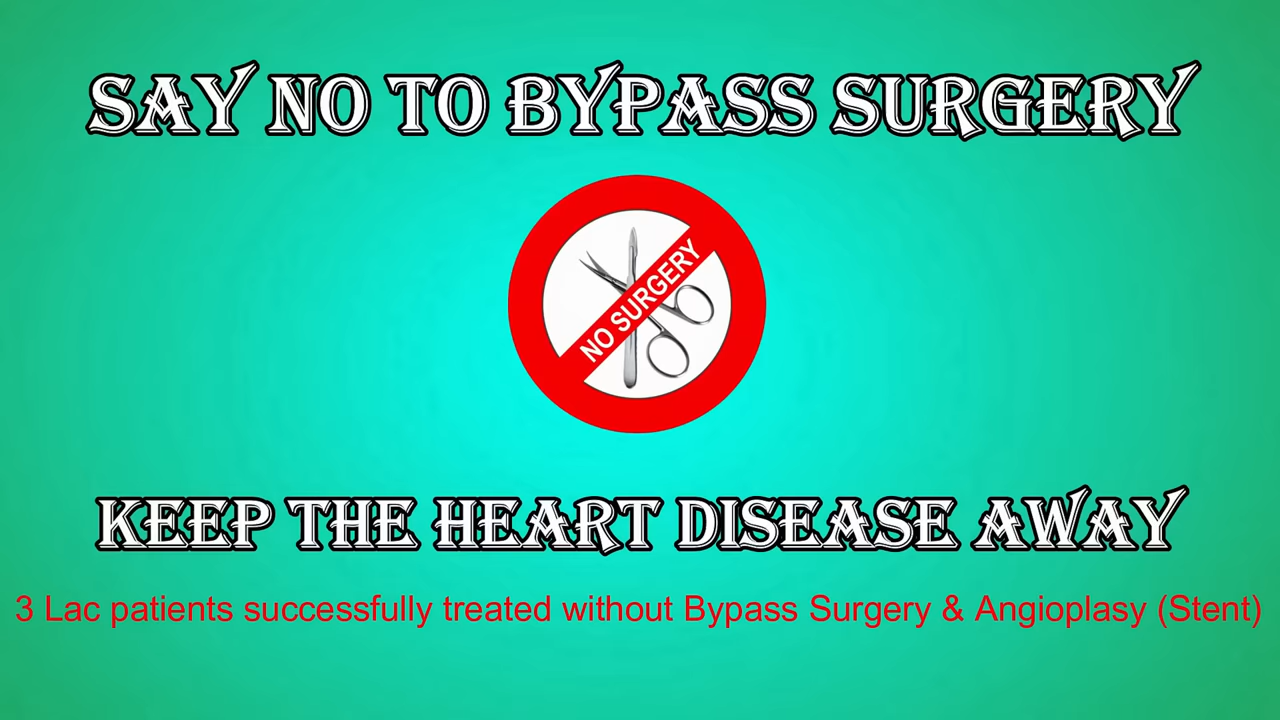 SAY NO TO BYPASS SURGERY
NO SURGERY
KEEP THE HEART DISEASE AWAY
3 Lac patients successfully treated without Bypass Surgery & Angioplasy (Stent)